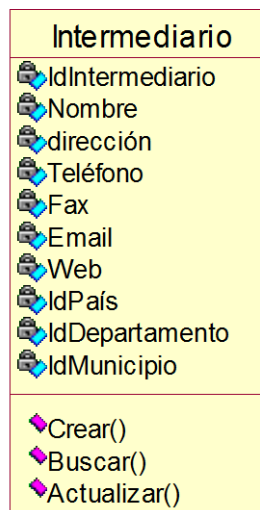 Intermediario
IdIntermediario
Nombre
dirección
Teléfono
Fax
Email
Web
IdPaís
IdDepartamento
IdMunicipio
Crear()
Buscar()
Actualizar()